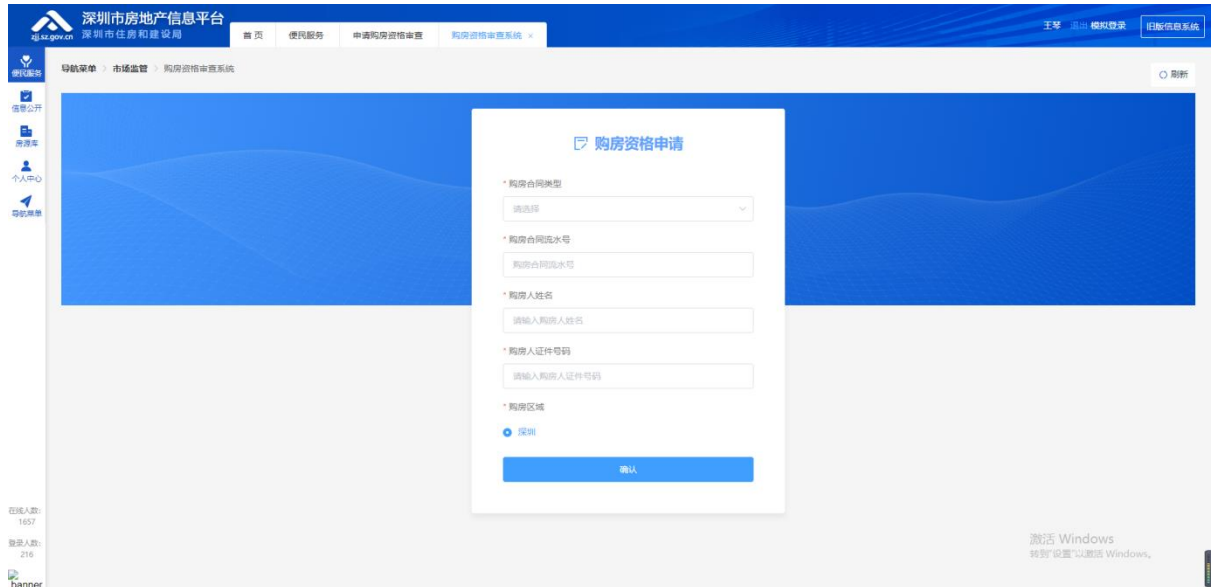 深圳市房地产信息平台
zjj.sz.gov.cn 深圳市住房和建设局
首页 便民服务 申请购房资格审查 购房资格审查系统 ×
王琴 退出 模拟登录 旧版信息系统
便民服务
信息公开
房源库
个人中心
导航菜单
导航菜单 > 市场监管 > 购房资格审查系统
刷新
购房资格申请
* 购房合同类型
请选择
* 购房合同流水号
购房合同流水号
* 购房人姓名
请输入购房人姓名
* 购房人证件号码
请输入购房人证件号码
* 购房区域
深圳
确认
在线人数:
1657
登录人数:
216
banner
激活 Windows
转到"设置"以激活 Windows。